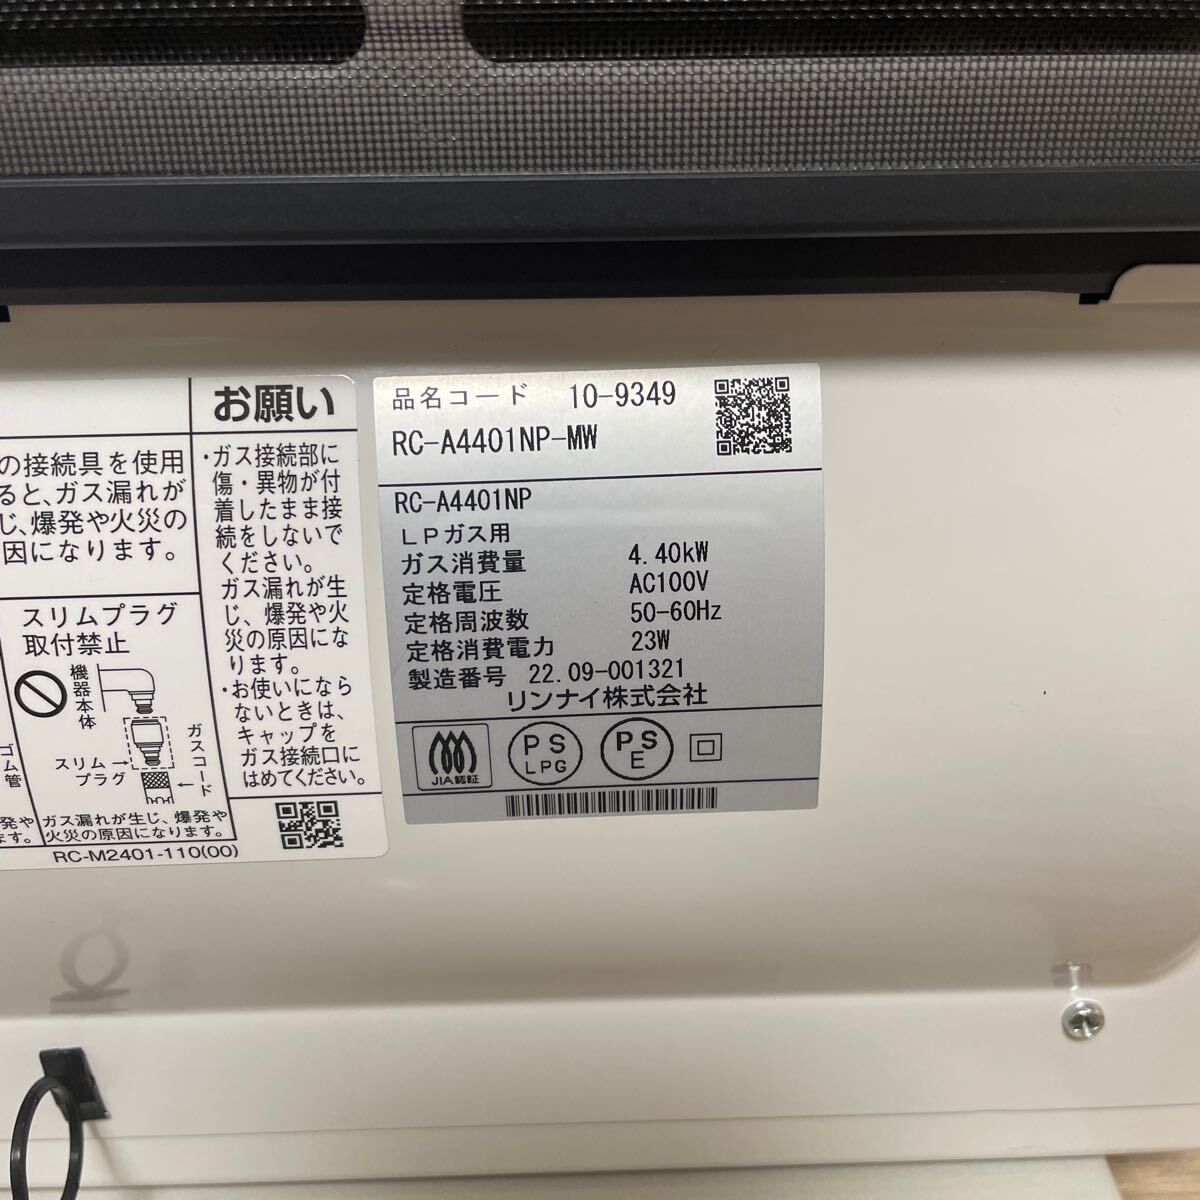 の接続具を使用
ると、ガス漏れが
じ、爆発や火災の
因になります。
スリムプラグ
取付禁止
機器本体
スリム
プラグ
ガスコード
ゴム管
ガス漏れが生じ、爆発や
火災の原因になります。
発や
ます。
RC-M2401-110(00)
お願い
・ガス接続部に
傷・異物が付
着したまま接
続をしないで
ください。
ガス漏れが生
じ、爆発や火
災の原因にな
ります。
・お使いになら
ないときは、
キャップを
ガス接続口に
はめてください。
品名コード 10-9349
RC-A4401NP-MW
RC-A4401NP
LPガス用
ガス消費量 4.40kW
定格電圧 AC100V
定格周波数 50-60Hz
定格消費電力 23W
製造番号 22.09-001321
リンナイ株式会社
JIA認証
PS
LPG
PS
E